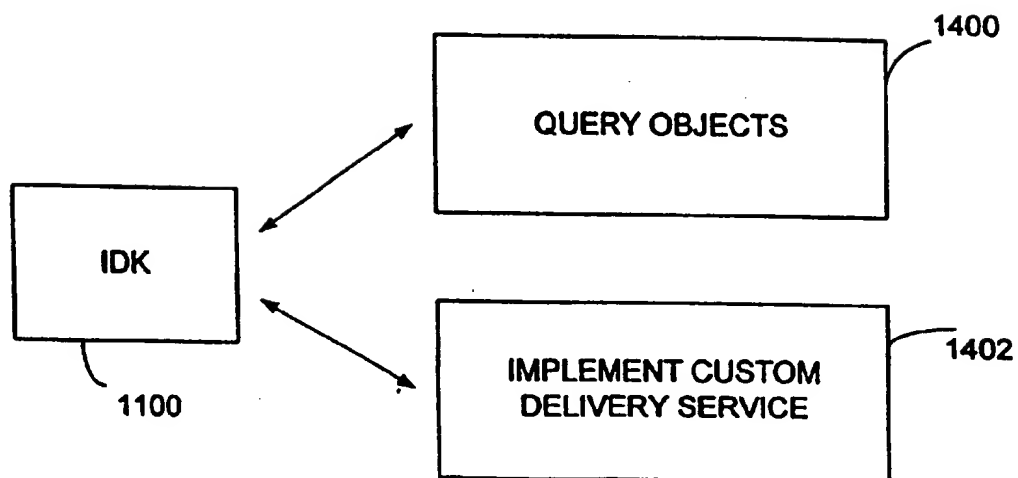 1400
QUERY OBJECTS
IDK
1100
1402
IMPLEMENT CUSTOM
DELIVERY SERVICE